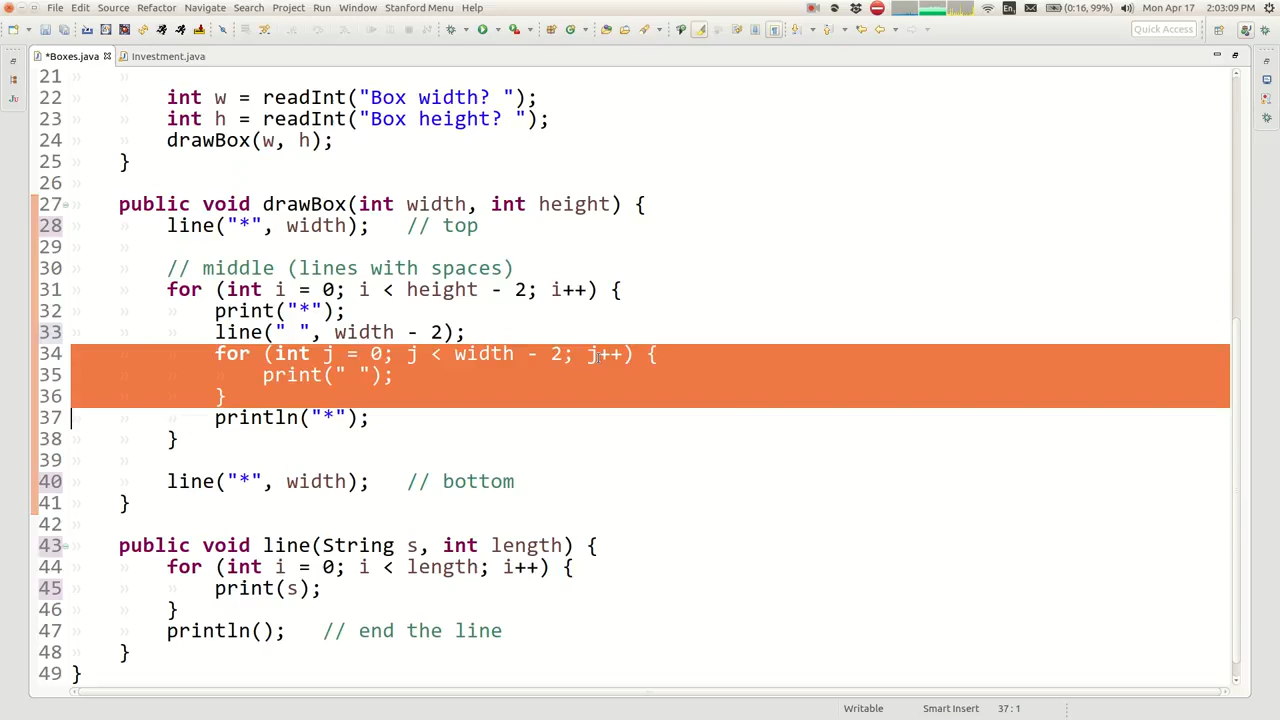 File Edit Source Refactor Navigate Search Project Run Window Stanford Menu Help
En (0:16, 99%) Mon Apr 17 2:03:09 PM
Quick Access
*Boxes.java Investment.java
21
22 int w = readInt("Box width? ");
23 int h = readInt("Box height? ");
24 drawBox(w, h);
25 }
26
27 public void drawBox(int width, int height) {
28 line("*", width); // top
29
30 // middle (lines with spaces)
31 for (int i = 0; i < height - 2; i++) {
32 print("*");
33 line(" ", width - 2);
34 for (int j = 0; j < width - 2; j++) {
35 print(" ");
36 }
37 println("*");
38 }
39
40 line("*", width); // bottom
41 }
42
43 public void line(String s, int length) {
44 for (int i = 0; i < length; i++) {
45 print(s);
46 }
47 println(); // end the line
48 }
49 }
Writable Smart Insert 37 : 1